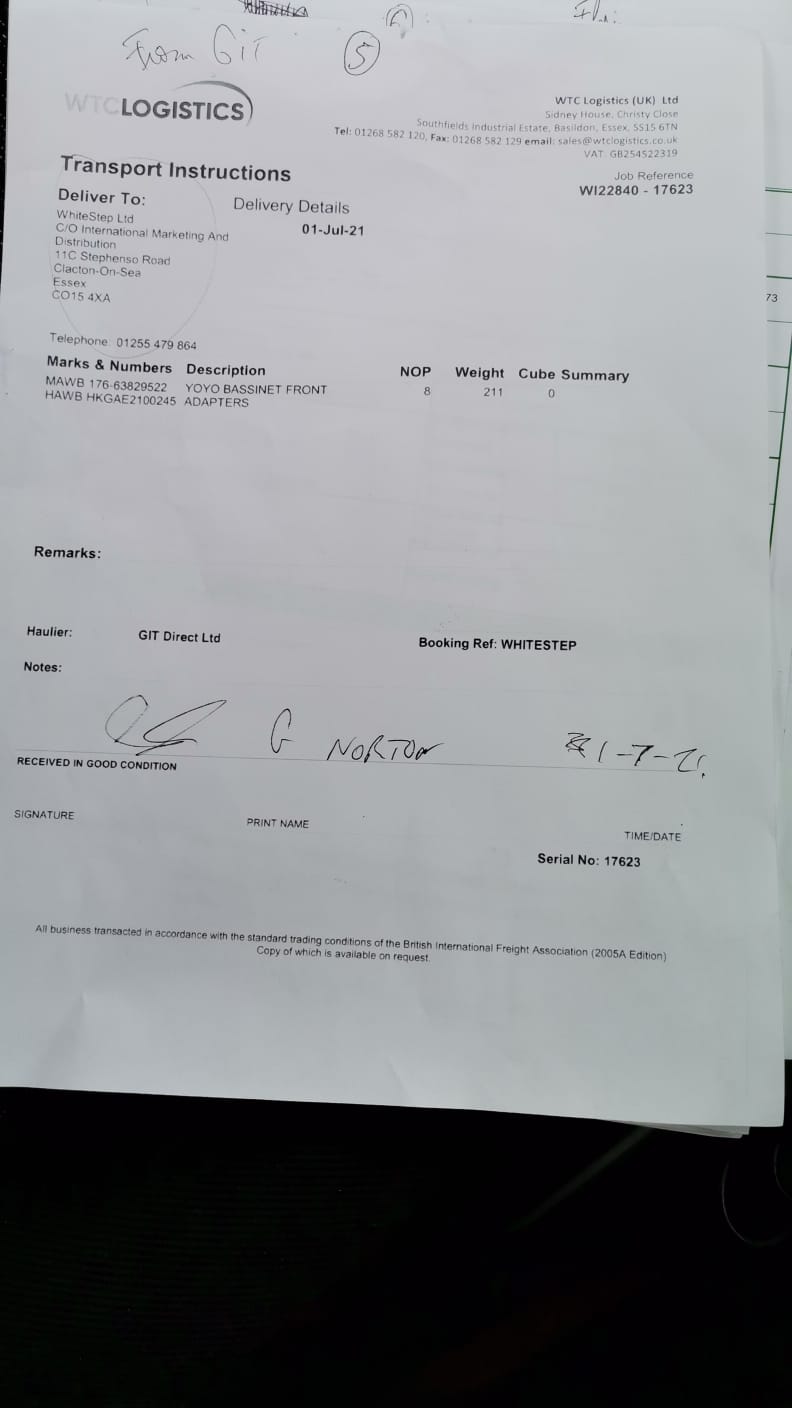 From GIT 5
WTCLOGISTICS
WTC Logistics (UK) Ltd
Sidney House, Christy Close
Southfields Industrial Estate, Basildon, Essex, SS15 6TN
Tel: 01268 582 120, Fax: 01268 582 129 email: sales@wtclogistics.co.uk
VAT. GB254522319
Transport Instructions
Job Reference
WI22840 - 17623
Deliver To:
Delivery Details
WhiteStep Ltd
01-Jul-21
C/O International Marketing And
Distribution
11C Stephenso Road
Clacton-On-Sea
Essex
CO15 4XA
73
Telephone: 01255 479 864
Marks & Numbers Description NOP Weight Cube Summary
MAWB 176-63829522 YOYO BASSINET FRONT 8 211 0
HAWB HKGAE2100245 ADAPTERS
Remarks:
Haulier: GIT Direct Ltd Booking Ref: WHITESTEP
Notes:
G NORTON 1-7-21.
RECEIVED IN GOOD CONDITION
SIGNATURE PRINT NAME TIME/DATE
Serial No: 17623
All business transacted in accordance with the standard trading conditions of the British International Freight Association (2005A Edition)
Copy of which is available on request.